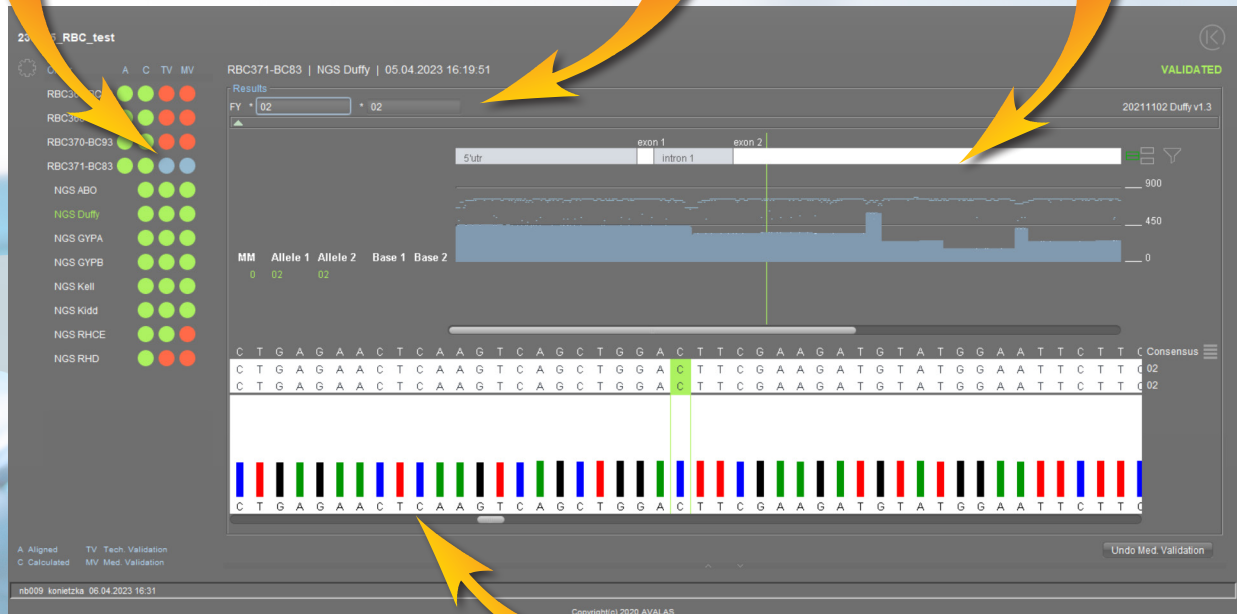 _RBC_test
A C TV MV
RBC371-BC83 | NGS Duffy | 05.04.2023 16:19:51
VALIDATED
Results
FY * 02 * 02
20211102 Duffy v1.3
RBC370-BC93
RBC371-BC83
NGS ABO
NGS Duffy
NGS GYPA
NGS GYPB
NGS Kell
NGS Kidd
NGS RHCE
NGS RHD
exon 1 exon 2
5'utr intron 1
900
450
0
MM Allele 1 Allele 2 Base 1 Base 2
0 02 02
C T G A G A A C T C A A G T C A G C T G G A C T T C G A A G A T G T A T G G A A T T C T T C Consensus
C T G A G A A C T C A A G T C A G C T G G A C T T C G A A G A T G T A T G G A A T T C T T C 02
C T G A G A A C T C A A G T C A G C T G G A C T T C G A A G A T G T A T G G A A T T C T T C 02
C T G A G A A C T C A A G T C A G C T G G A C T T C G A A G A T G T A T G G A A T T C T T C
A Aligned TV Tech. Validation
C Calculated MV Med. Validation
Undo Med. Validation
nb009 konietzka 06.04.2023 16:31
Copyright(c) 2020 AVALAS